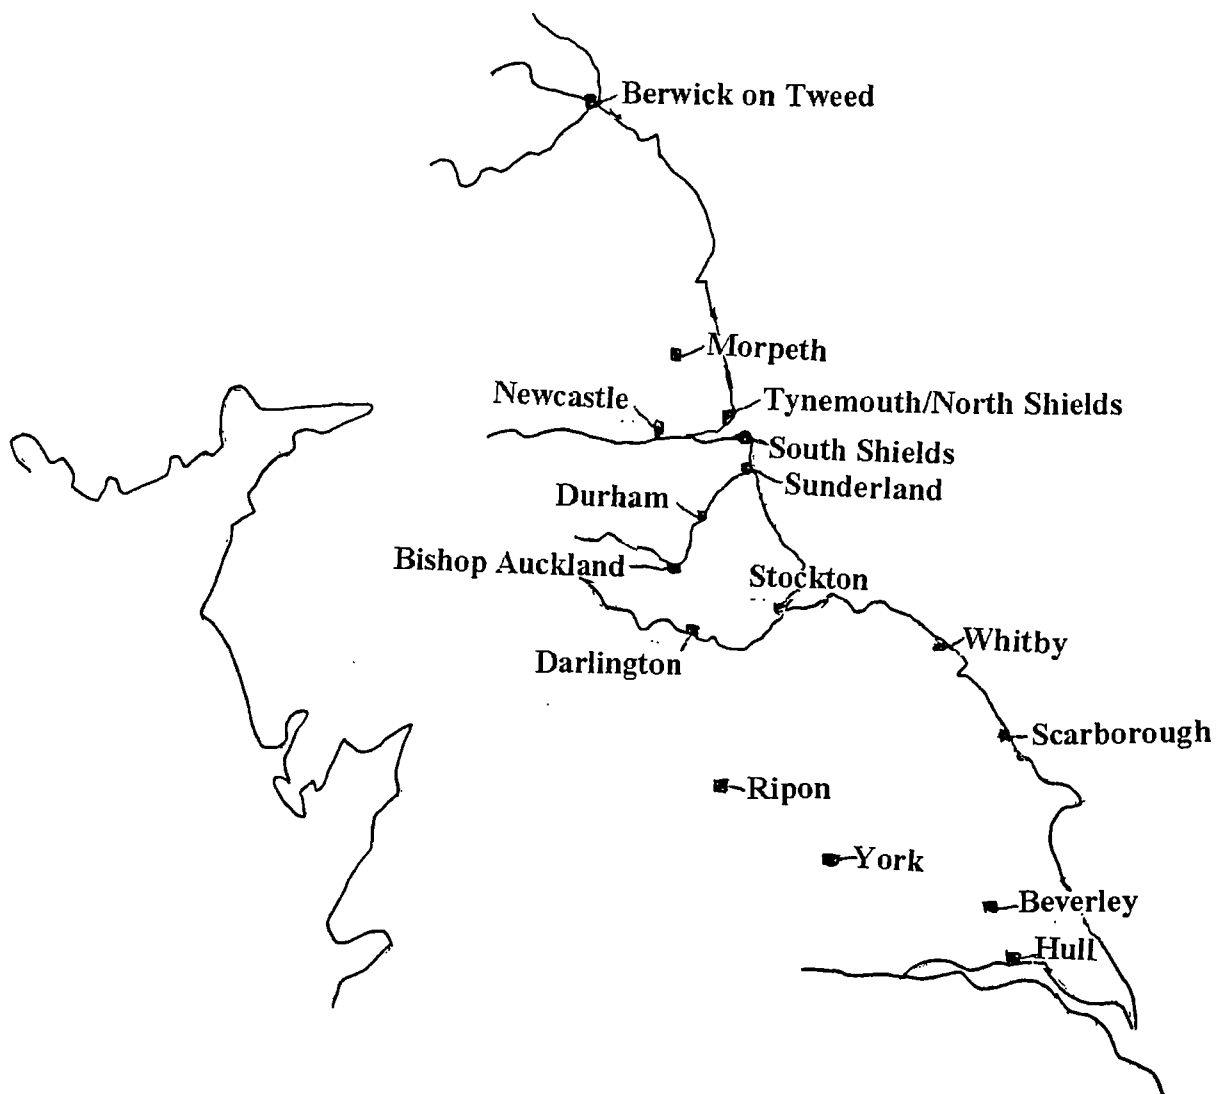 Berwick on Tweed
Morpeth
Newcastle
Tynemouth/North Shields
South Shields
Sunderland
Durham
Bishop Auckland
Stockton
Whitby
Darlington
Scarborough
Ripon
York
Beverley
Hull